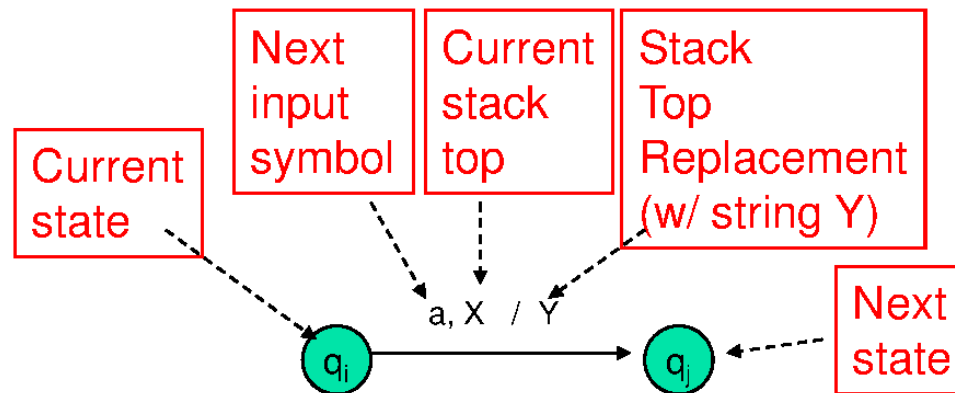 Next
input
symbol
Current
stack
top
Stack
Top
Replacement
(w/ string Y)
Current
state
a, X / Y
Next
state
qi
qj